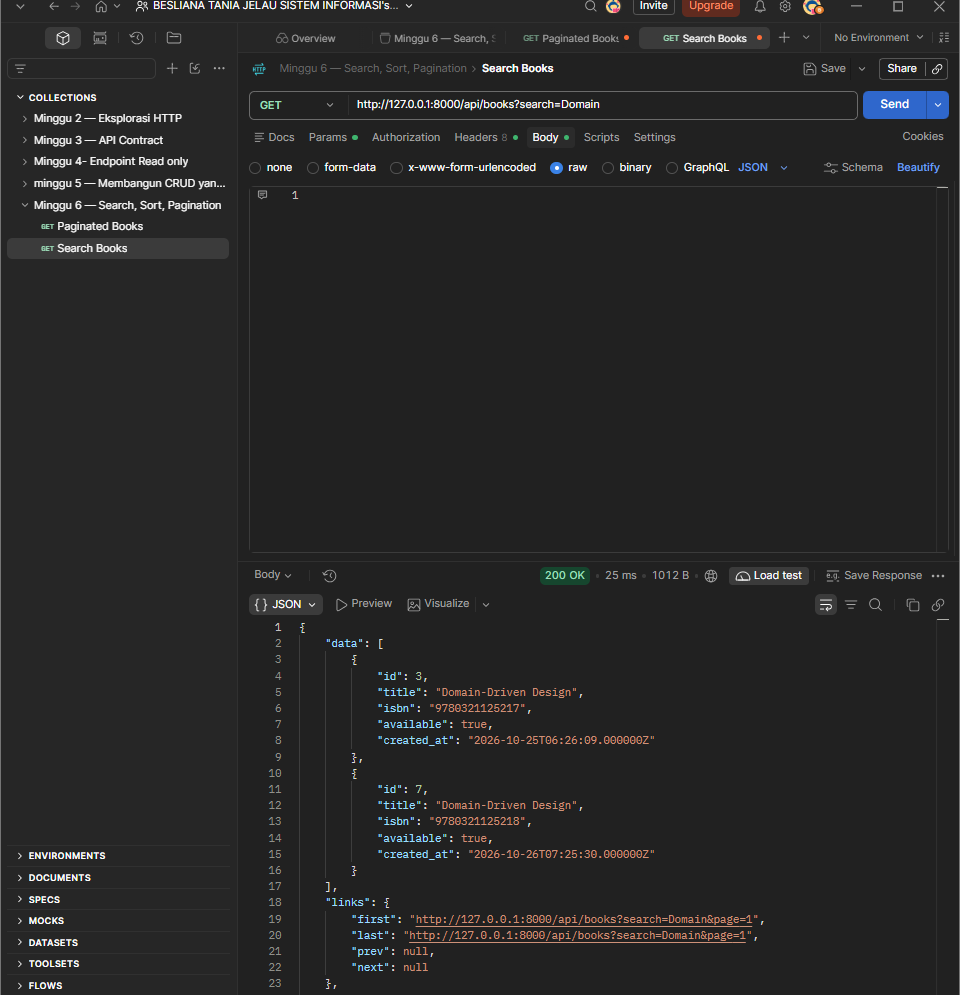 BESLIANA TANIA JELAU SISTEM INFORMASI's...
Invite
Upgrade
Overview
Minggu 6 — Search, S
GET Paginated Books
GET Search Books
No Environment
Minggu 6 — Search, Sort, Pagination > Search Books
Save
Share
COLLECTIONS
Minggu 2 — Eksplorasi HTTP
Minggu 3 — API Contract
Minggu 4- Endpoint Read only
minggu 5 — Membangun CRUD yan...
Minggu 6 — Search, Sort, Pagination
GET Paginated Books
GET Search Books
ENVIRONMENTS
DOCUMENTS
SPECS
MOCKS
DATASETS
TOOLSETS
FLOWS
HTTP
GET
http://127.0.0.1:8000/api/books?search=Domain
Send
Docs Params Authorization Headers 8 Body Scripts Settings
Cookies
none form-data x-www-form-urlencoded raw binary GraphQL JSON
Schema Beautify
1
Body
200 OK 25 ms 1012 B
Load test
e.g. Save Response
{} JSON
Preview
Visualize
1 {
2 "data": [
3 {
4 "id": 3,
5 "title": "Domain-Driven Design",
6 "isbn": "9780321125217",
7 "available": true,
8 "created_at": "2026-10-25T06:26:09.000000Z"
9 },
10 {
11 "id": 7,
12 "title": "Domain-Driven Design",
13 "isbn": "9780321125218",
14 "available": true,
15 "created_at": "2026-10-26T07:25:30.000000Z"
16 }
17 ],
18 "links": {
19 "first": "http://127.0.0.1:8000/api/books?search=Domain&page=1",
20 "last": "http://127.0.0.1:8000/api/books?search=Domain&page=1",
21 "prev": null,
22 "next": null
23 },